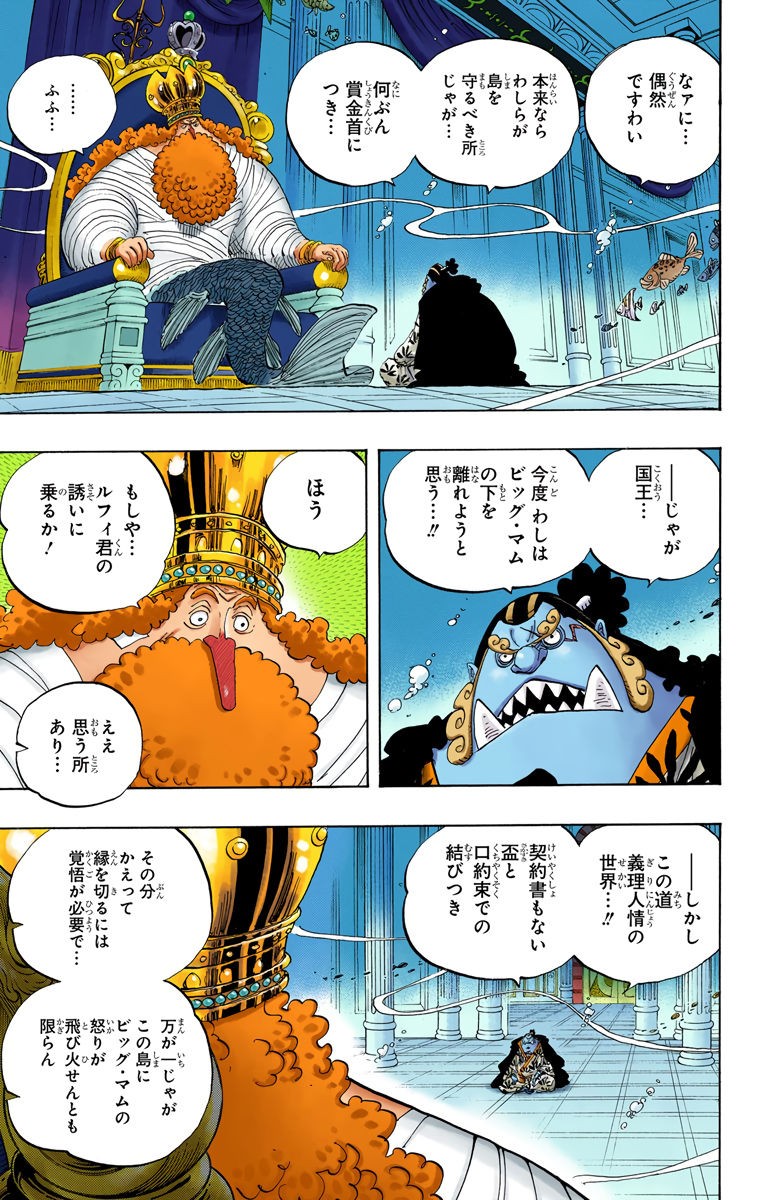 なァに…
偶然
ですわい
本来なら
わしらが
島を
守るべき所
じゃが…
何ぶん
賞金首に
つき…
……
ふふ…
──じゃが
国王…
今度 わしは
ビッグ・マム
の下を
離れようと
思う…!!
ほう
もしや…
ルフィ君の
誘いに
乗るか!
ええ
思う所
あり…
──しかし
この道
義理人情の
世界…!!
契約書もない
盃と
口約束での
結びつき
その分
かえって
縁を切るには
覚悟が必要で…
万が一じゃが
この島に
ビッグ・マムの
怒りが
飛び火せんとも
限らん